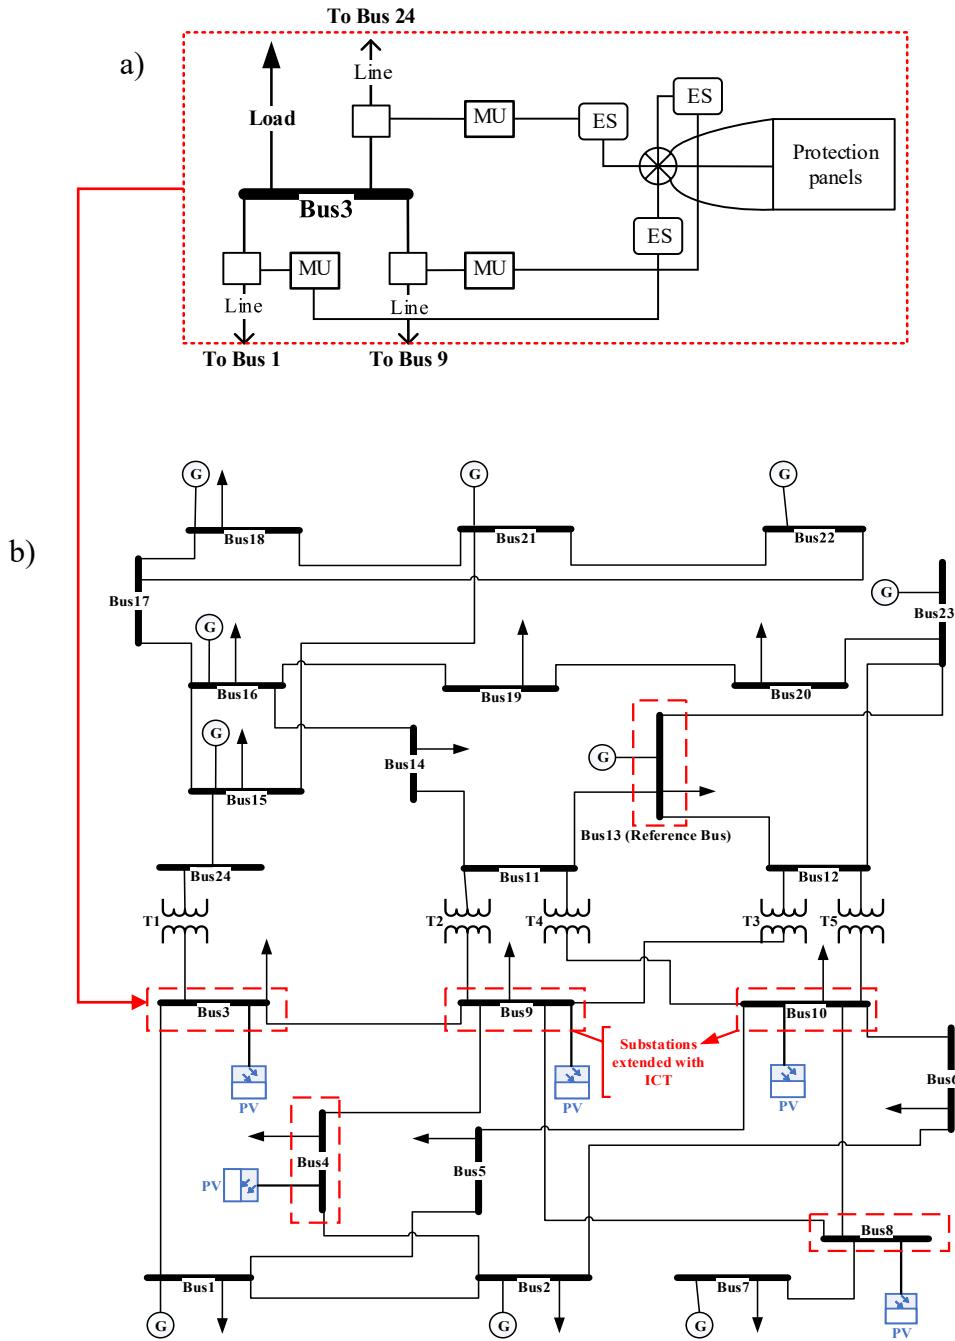 To Bus 24
a)
Line
ES
Load
MU
ES
Protection
panels
Bus3
ES
MU
MU
Line
Line
To Bus 1
To Bus 9
b)
G
G
G
Bus18
Bus21
Bus22
G
Bus17
Bus23
G
Bus16
Bus19
Bus20
G
Bus14
G
Bus15
Bus13 (Reference Bus)
Bus24
Bus11
Bus12
T1
T2
T4
T3
T5
Bus3
Bus9
Bus10
Substations
extended with
ICT
PV
PV
PV
Bus6
Bus4
Bus5
PV
Bus8
Bus1
Bus2
Bus7
G
G
G
PV